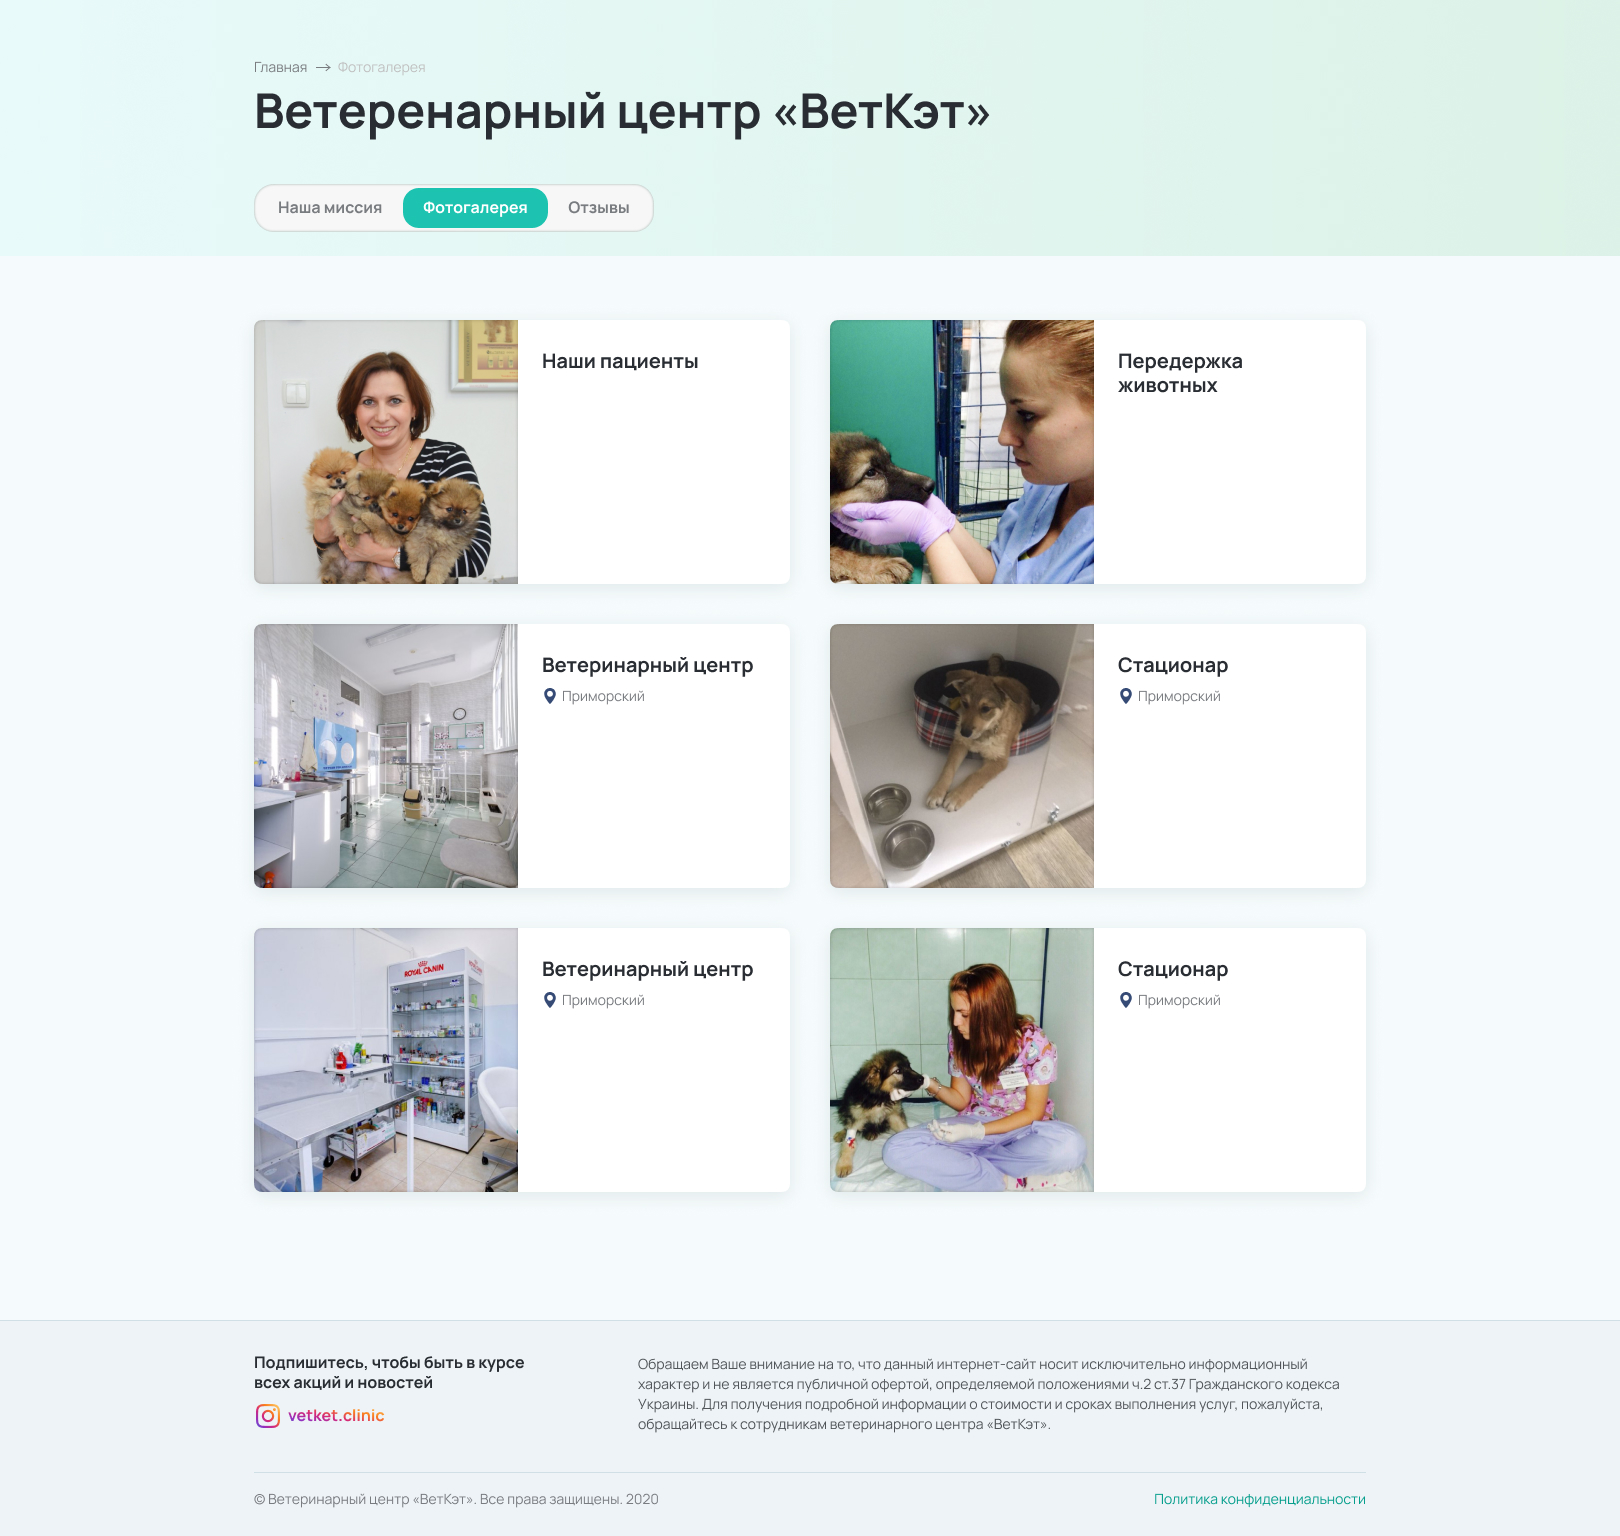 Главная → Фотогалерея
Ветеренарный центр «ВетКэт»
Наша миссия Фотогалерея Отзывы
Наши пациенты
Передержка
животных
Ветеринарный центр
Приморский
Стационар
Приморский
ROYAL CANIN
Ветеринарный центр
Приморский
Стационар
Приморский
Подпишитесь, чтобы быть в курсе
всех акций и новостей
vetket.clinic
Обращаем Ваше внимание на то, что данный интернет-сайт носит исключительно информационный
характер и не является публичной офертой, определяемой положениями ч.2 ст.37 Гражданского кодекса
Украины. Для получения подробной информации о стоимости и сроках выполнения услуг, пожалуйста,
обращайтесь к сотрудникам ветеринарного центра «ВетКэт».
© Ветеринарный центр «ВетКэт». Все права защищены. 2020
Политика конфиденциальности